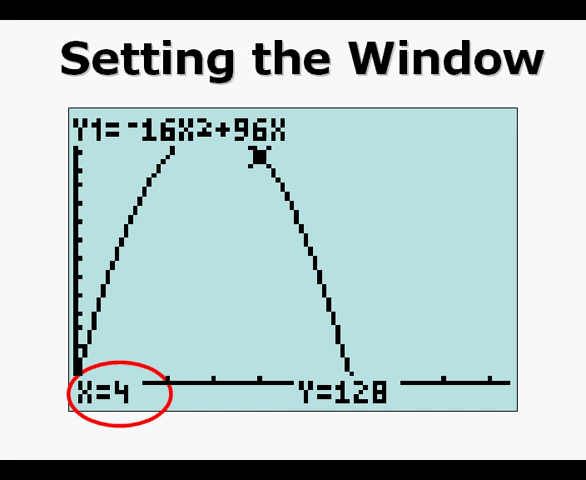 Setting the Window
Y1=-16X²+96X
X=4 Y=128